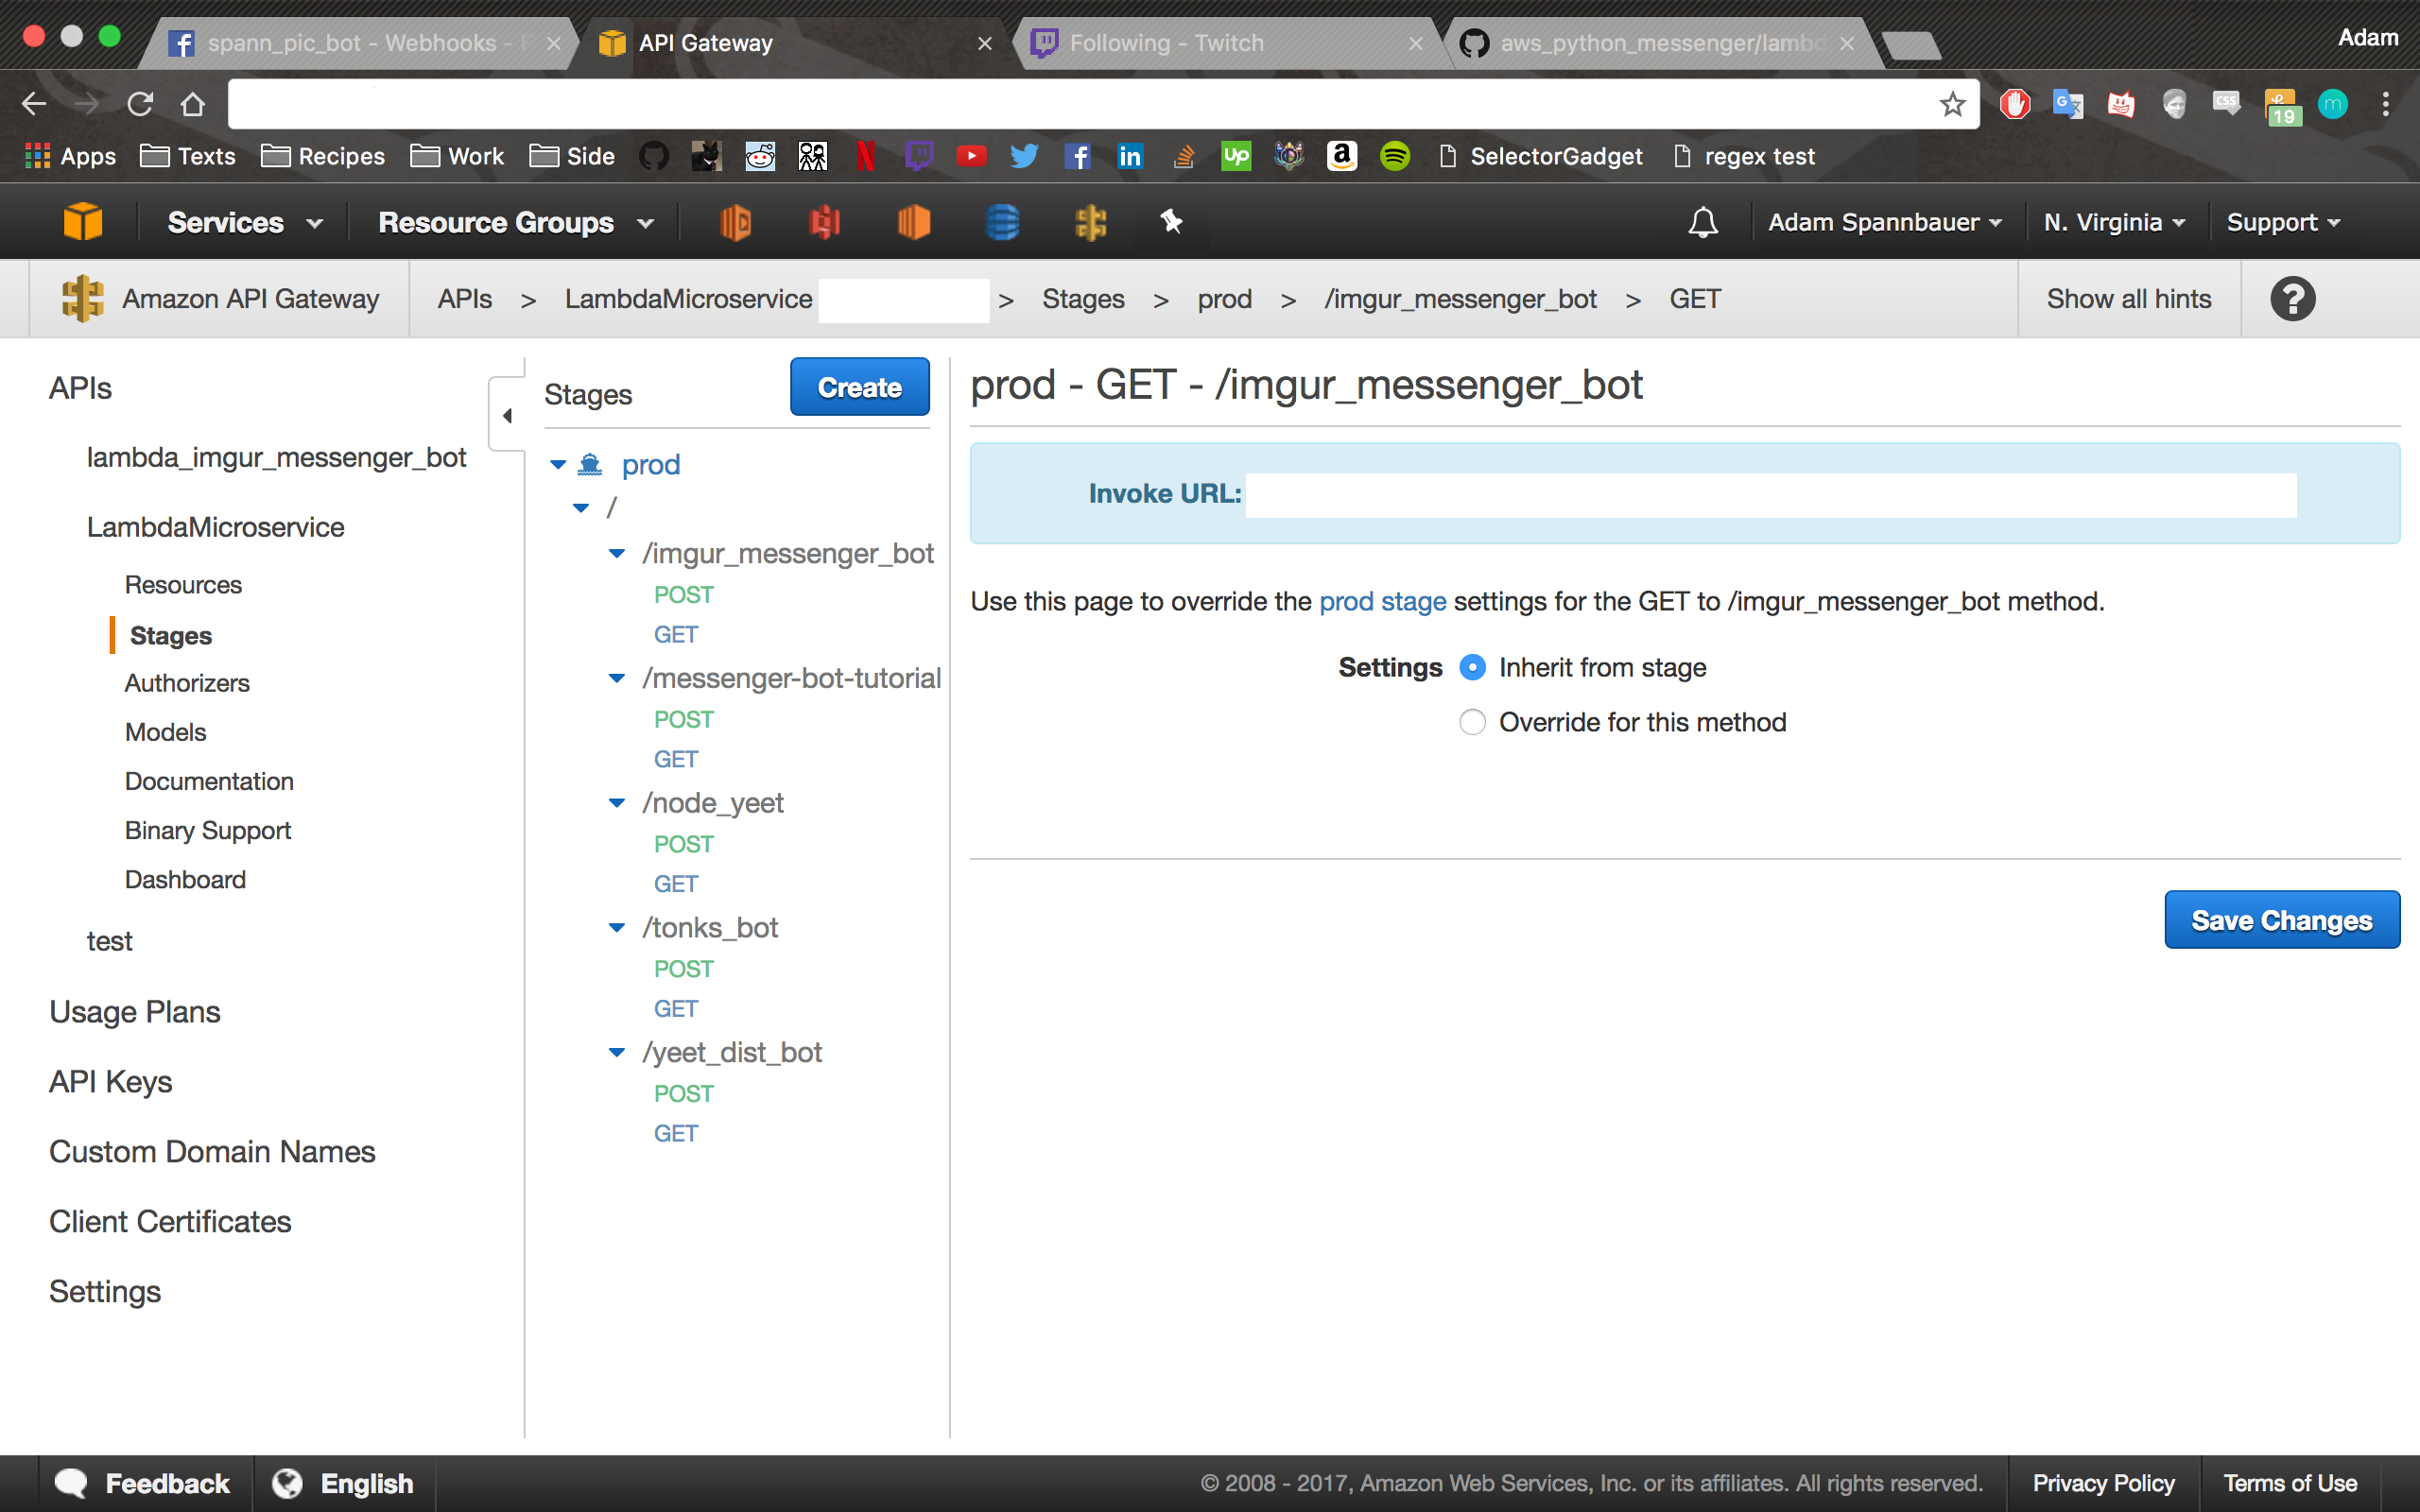 spann_pic_bot - Webhooks - F
API Gateway
Following - Twitch
aws_python_messenger/lambd
Adam
Apps
Texts
Recipes
Work
Side
SelectorGadget
regex test
19
Services
Resource Groups
Adam Spannbauer
N. Virginia
Support
Amazon API Gateway
APIs > LambdaMicroservice > Stages > prod > /imgur_messenger_bot > GET
Show all hints
APIs
lambda_imgur_messenger_bot
LambdaMicroservice
Resources
Stages
Authorizers
Models
Documentation
Binary Support
Dashboard
test
Usage Plans
API Keys
Custom Domain Names
Client Certificates
Settings
Stages
Create
prod
/
/imgur_messenger_bot
POST
GET
/messenger-bot-tutorial
POST
GET
/node_yeet
POST
GET
/tonks_bot
POST
GET
/yeet_dist_bot
POST
GET
prod - GET - /imgur_messenger_bot
Invoke URL:
Use this page to override the prod stage settings for the GET to /imgur_messenger_bot method.
Settings
Inherit from stage
Override for this method
Save Changes
Feedback
English
© 2008 - 2017, Amazon Web Services, Inc. or its affiliates. All rights reserved.
Privacy Policy
Terms of Use